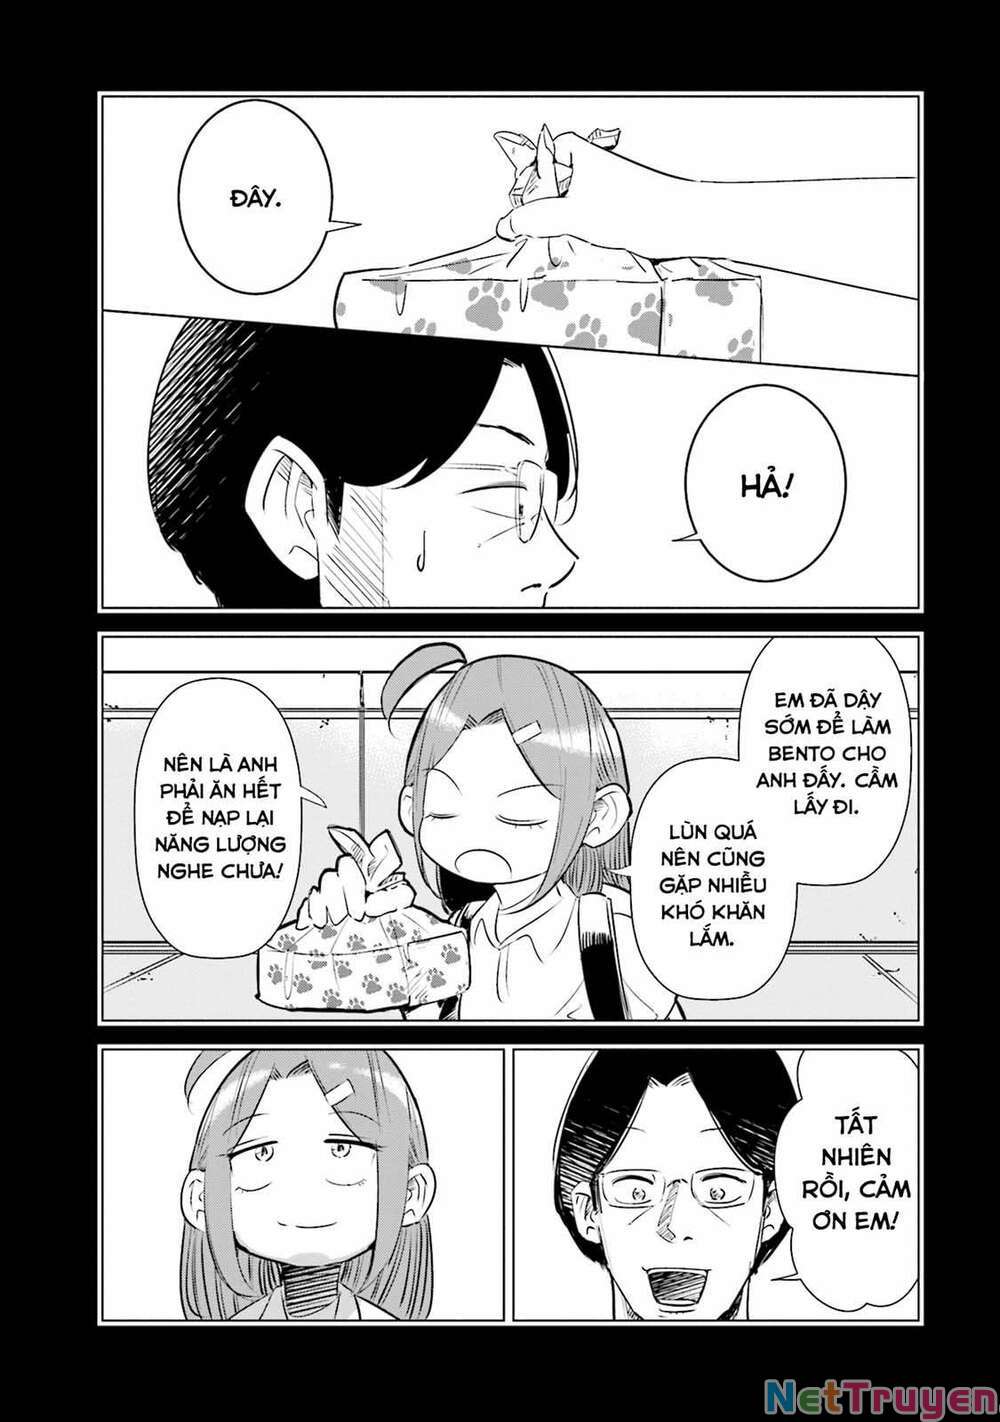 ĐÂY.
HẢ!
EM ĐÃ DẬY
SỚM ĐỂ LÀM
BENTO CHO
ANH ĐẤY. CẦM
LẤY ĐI.
LÙN QUÁ
NÊN CŨNG
GẶP NHIỀU
KHÓ KHĂN
LẮM.
NÊN LÀ ANH
PHẢI ĂN HẾT
ĐỂ NẠP LẠI
NĂNG LƯỢNG
NGHE CHƯA!
TẤT
NHIÊN
RỒI, CẢM
ƠN EM!
NetTruyen